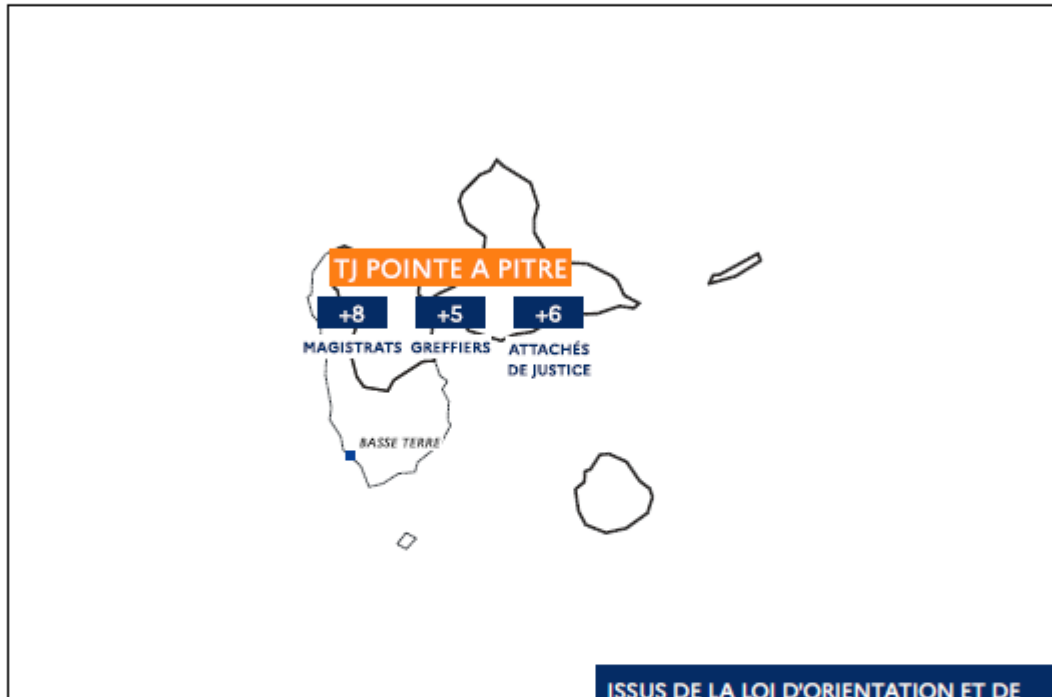 TJ POINTE A PITRE
+8 +5 +6
MAGISTRATS GREFFIERS ATTACHÉS
DE JUSTICE
BASSE TERRE
ISSUS DE LA LOI D'ORIENTATION ET DE